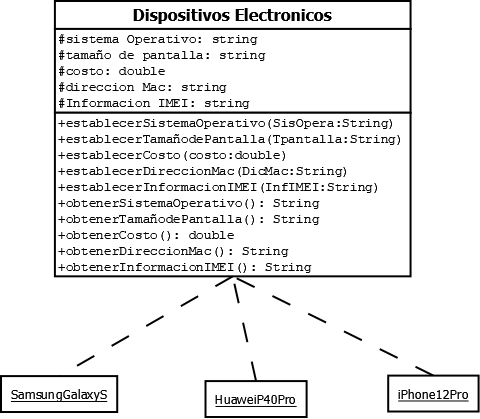 Dispositivos Electronicos
#sistema Operativo: string
#tamaño de pantalla: string
#costo: double
#direccion Mac: string
#Informacion IMEI: string
+establecerSistemaOperativo(SisOpera:String)
+establecerTamañodePantalla(Tpantalla:String)
+establecerCosto(costo:double)
+establecerDireccionMac(DicMac:String)
+establecerInformacionIMEI(InfIMEI:String)
+obtenerSistemaOperativo(): String
+obtenerTamañodePantalla(): String
+obtenerCosto(): double
+obtenerDireccionMac(): String
+obtenerInformacionIMEI(): String
SamsungGalaxyS
HuaweiP40Pro
iPhone12Pro